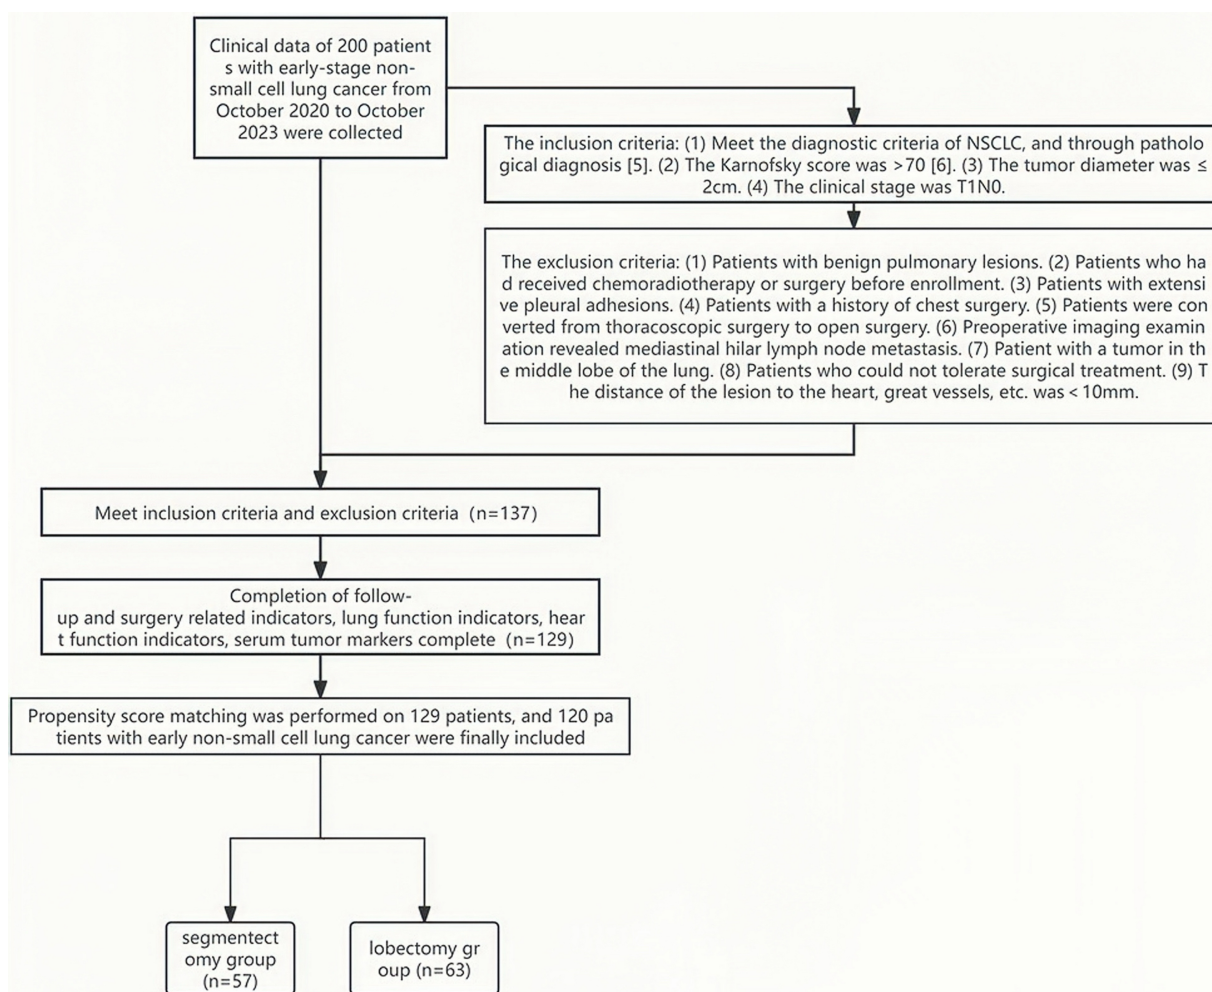 Clinical data of 200 patient
s with early-stage non-
small cell lung cancer from
October 2020 to October
2023 were collected
The inclusion criteria: (1) Meet the diagnostic criteria of NSCLC, and through patholo
gical diagnosis [5]. (2) The Karnofsky score was >70 [6]. (3) The tumor diameter was ≤
2cm. (4) The clinical stage was T1N0.
The exclusion criteria: (1) Patients with benign pulmonary lesions. (2) Patients who ha
d received chemoradiotherapy or surgery before enrollment. (3) Patients with extensi
ve pleural adhesions. (4) Patients with a history of chest surgery. (5) Patients were con
verted from thoracoscopic surgery to open surgery. (6) Preoperative imaging examin
ation revealed mediastinal hilar lymph node metastasis. (7) Patient with a tumor in th
e middle lobe of the lung. (8) Patients who could not tolerate surgical treatment. (9) T
he distance of the lesion to the heart, great vessels, etc. was < 10mm.
Meet inclusion criteria and exclusion criteria (n=137)
Completion of follow-
up and surgery related indicators, lung function indicators, hear
t function indicators, serum tumor markers complete (n=129)
Propensity score matching was performed on 129 patients, and 120 pa
tients with early non-small cell lung cancer were finally included
segmentect
omy group
(n=57)
lobectomy gr
oup (n=63)